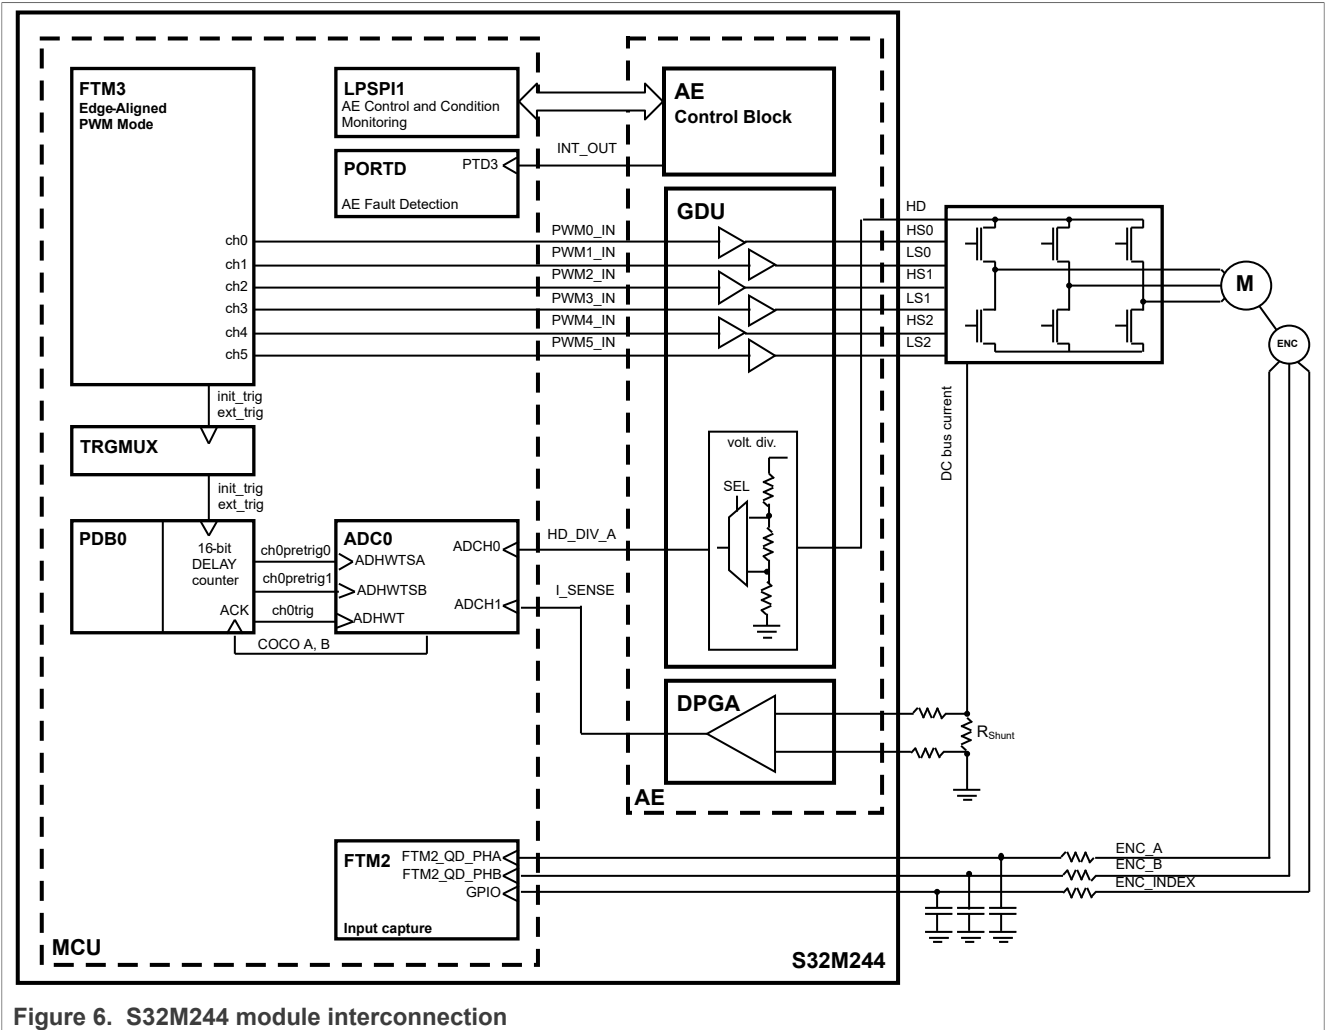 FTM3
Edge-Aligned
PWM Mode
ch0
ch1
ch2
ch3
ch4
ch5
init_trig
ext_trig
TRGMUX
init_trig
ext_trig
PDB0
16-bit
DELAY
counter
ACK
ch0pretrig0
ch0pretrig1
ch0trig
COCO A, B
ADC0
ADHWTSA
ADHWTSB
ADHWT
ADCH0
ADCH1
LPSPI1
AE Control and Condition
Monitoring
PORTD
PTD3
AE Fault Detection
INT_OUT
PWM0_IN
PWM1_IN
PWM2_IN
PWM3_IN
PWM4_IN
PWM5_IN
HD_DIV_A
I_SENSE
AE
Control Block
GDU
volt. div.
SEL
DPGA
AE
HD
HS0
LS0
HS1
LS1
HS2
LS2
DC bus current
RShunt
M
ENC
FTM2
FTM2_QD_PHA
FTM2_QD_PHB
GPIO
Input capture
ENC_A
ENC_B
ENC_INDEX
MCU
S32M244
Figure 6. S32M244 module interconnection